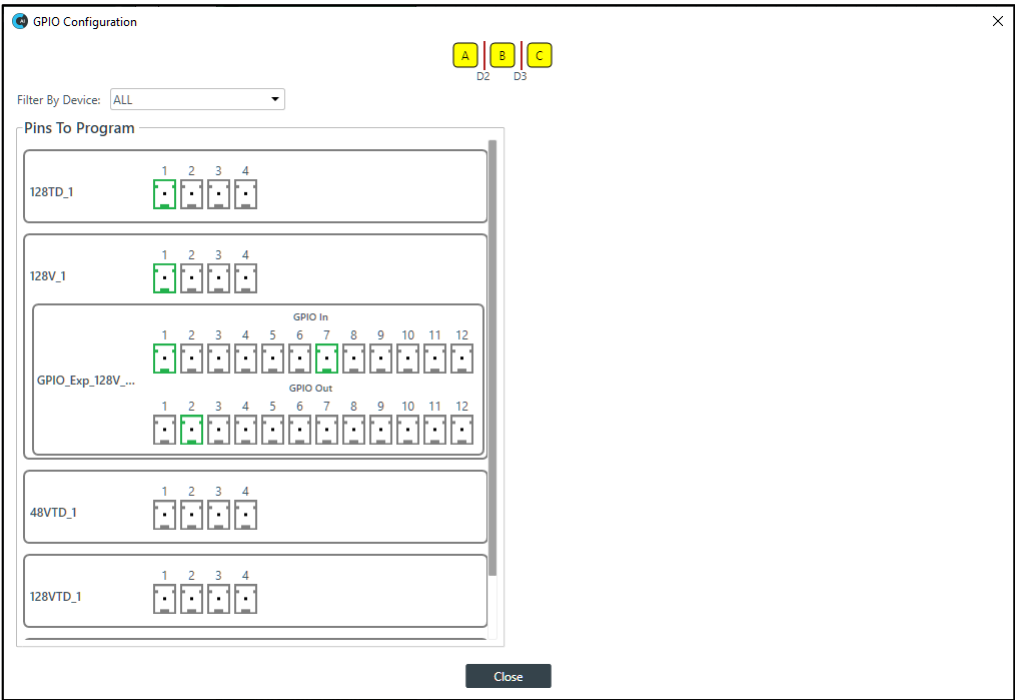 GPIO Configuration
A B C
D2 D3
Filter By Device: ALL
Pins To Program
1 2 3 4
128TD_1
1 2 3 4
128V_1
GPIO In
1 2 3 4 5 6 7 8 9 10 11 12
GPIO_Exp_128V_...
GPIO Out
1 2 3 4 5 6 7 8 9 10 11 12
1 2 3 4
48VTD_1
1 2 3 4
128VTD_1
Close